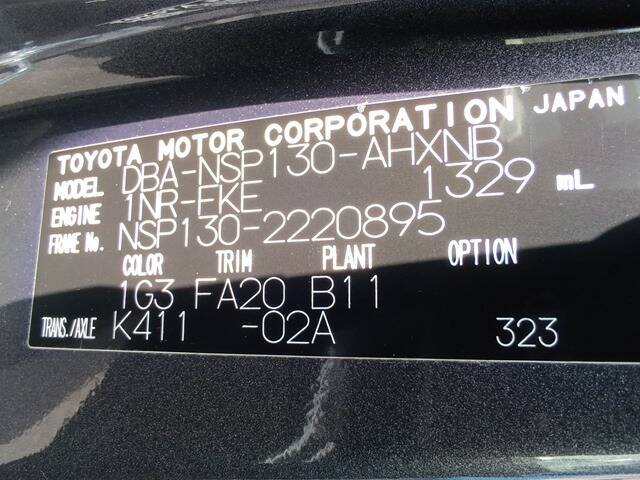 TOYOTA MOTOR CORPORATION JAPAN
MODEL DBA-NSP130-AHXNB
ENGINE 1NR-FKE 1329 mL
FRAME No. NSP130-2220895
COLOR TRIM PLANT OPTION
1G3 FA20 B11
TRANS./AXLE K411 -02A 323